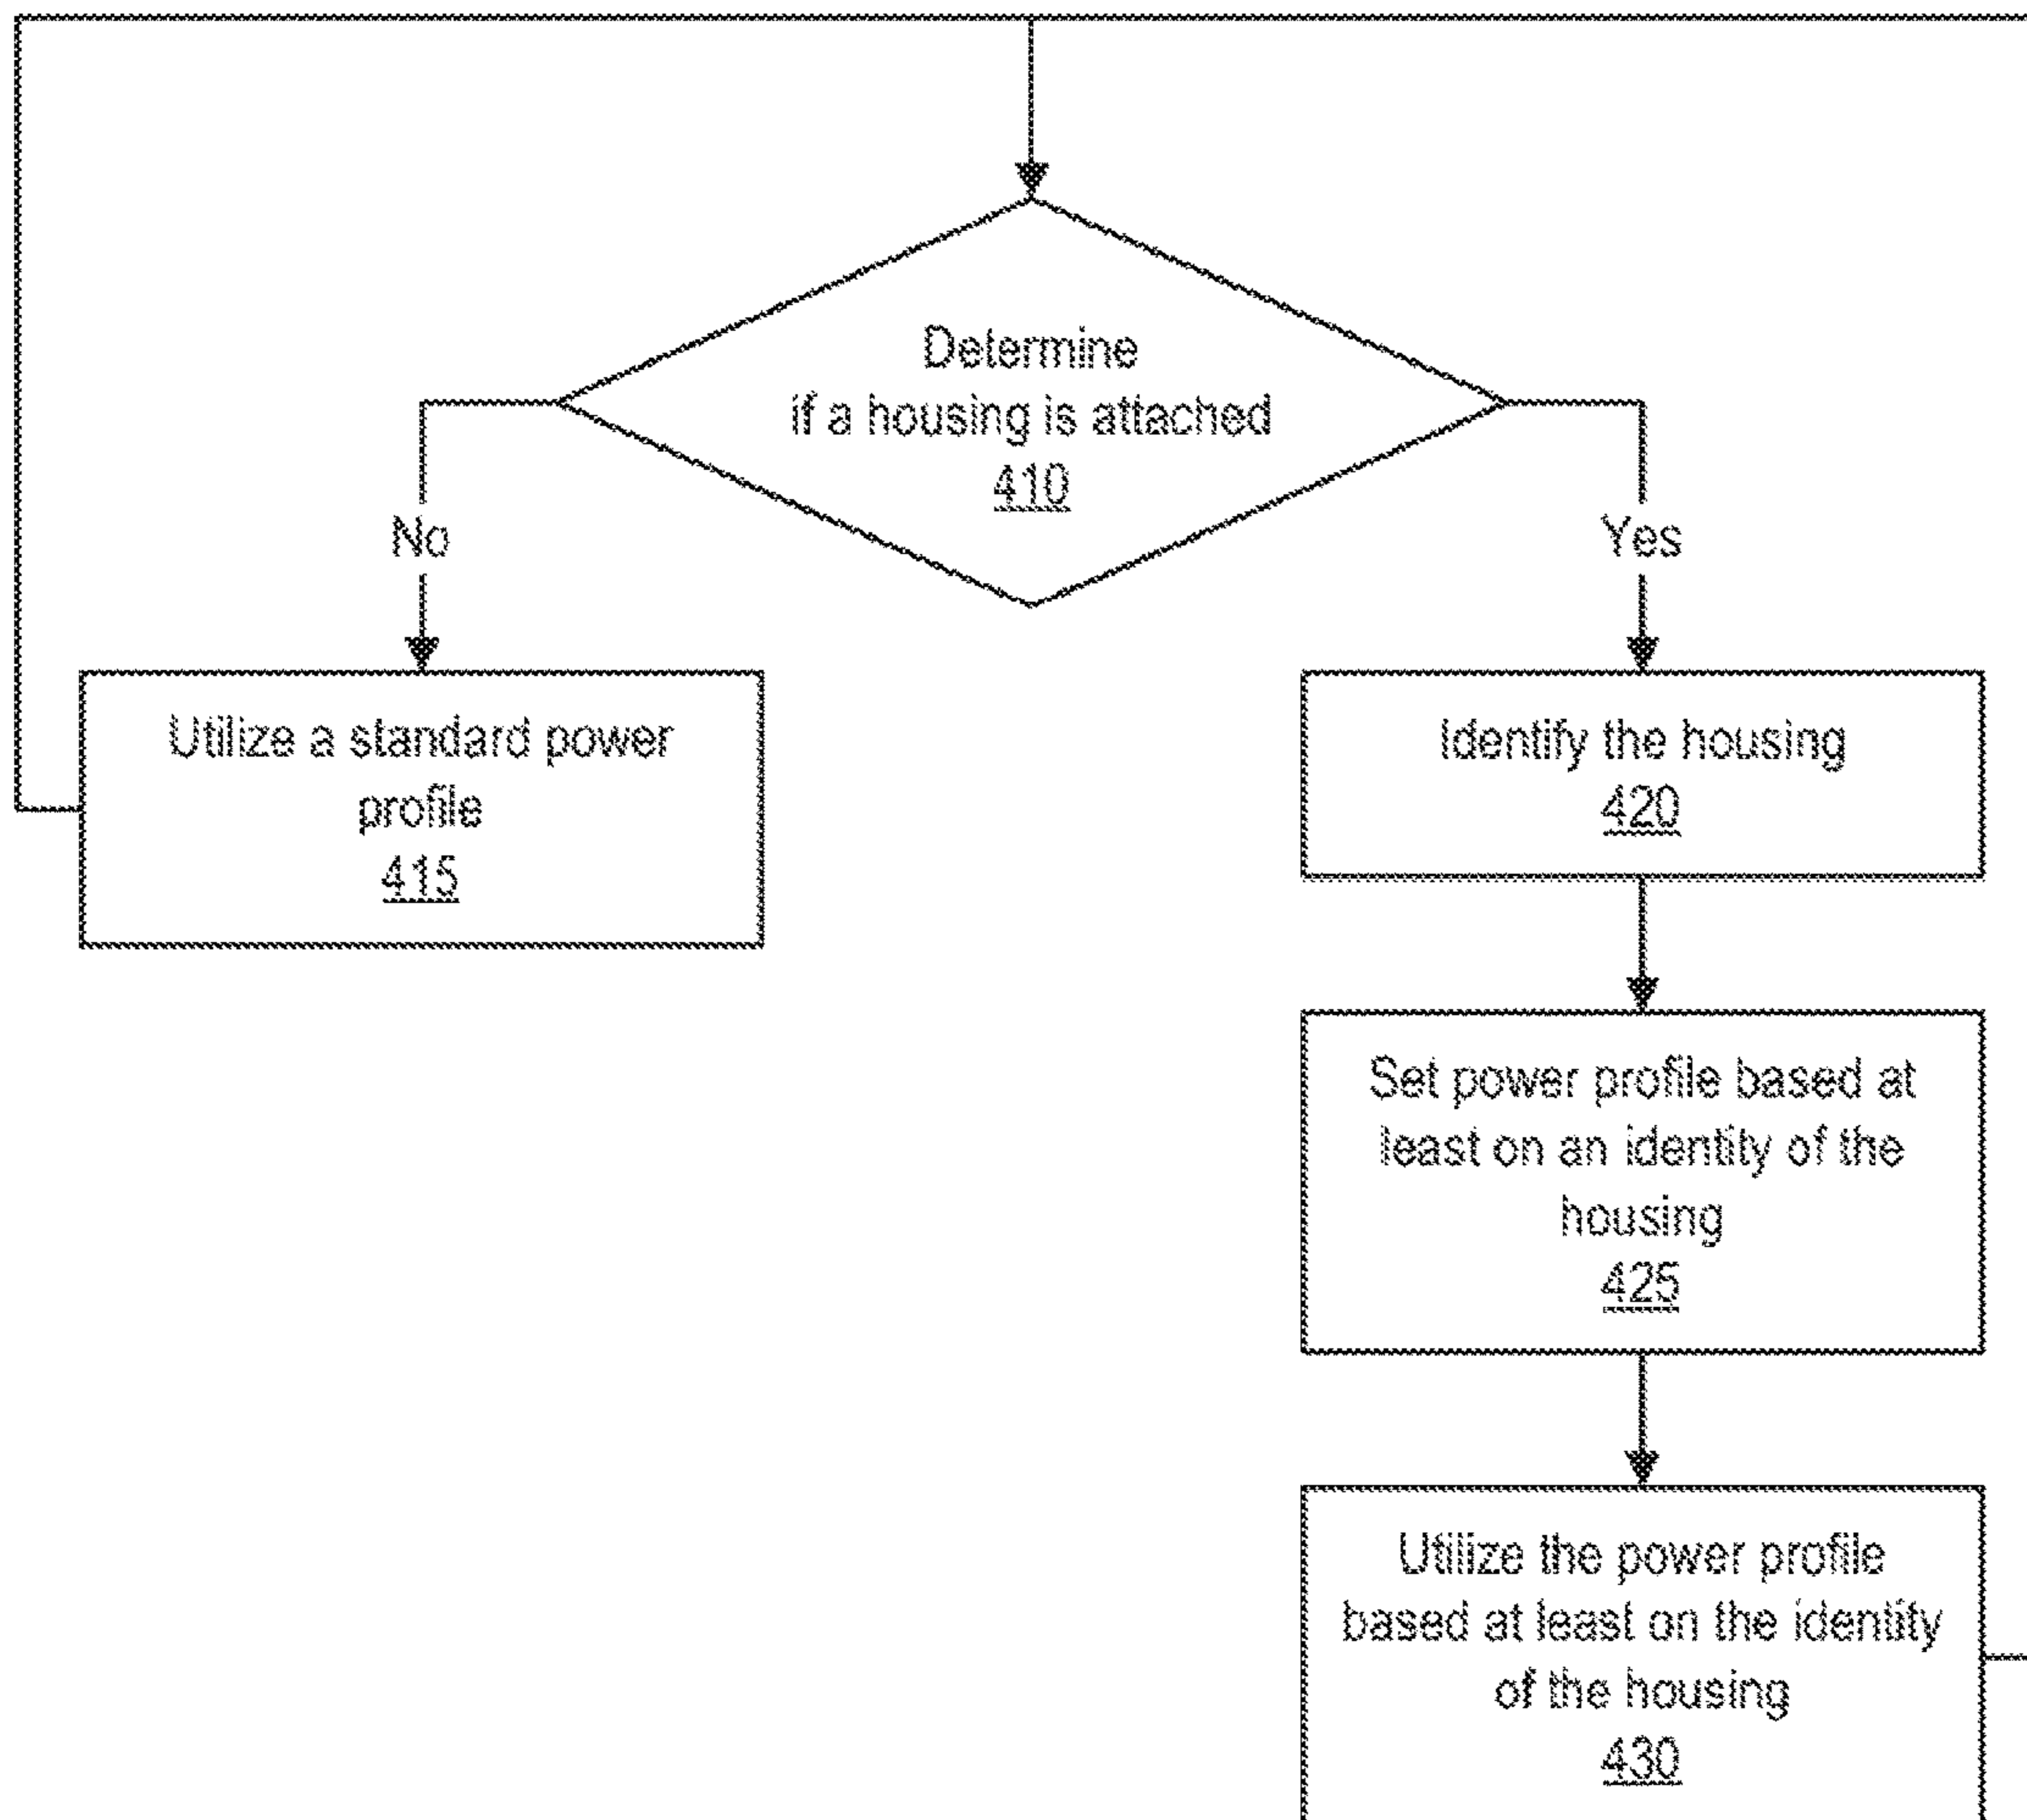 Determine
if a housing is attached
410
No
Yes
Utilize a standard power
profile
415
Identify the housing
420
Set power profile based at
least on an identity of the
housing
425
Utilize the power profile
based at least on the identity
of the housing
430